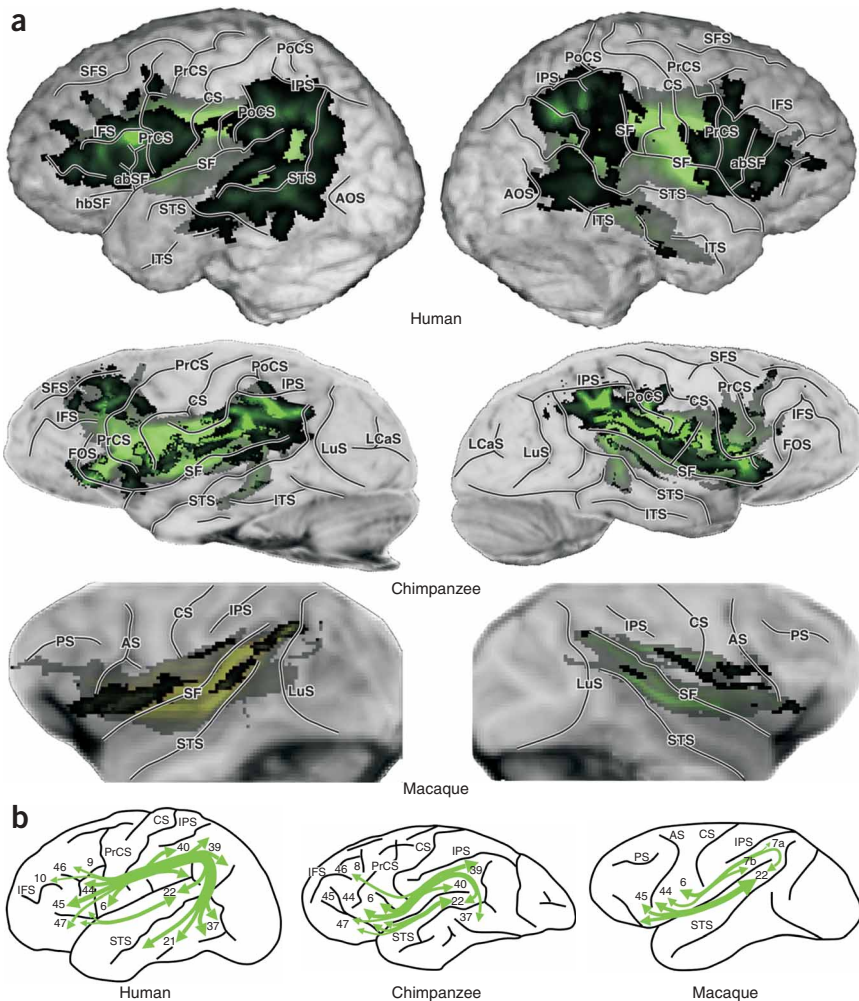 a
SFS
PrCS
CS
PoCS
IPS
PoCS
IFS
PrCS
SF
abSF
hbSF
STS
STS
AOS
ITS
PoCS
SFS
IPS
PrCS
CS
IFS
SF
PrCS
abSF
SF
STS
AOS
ITS
ITS
Human
SFS
PrCS
PoCS
IPS
CS
IFS
PrCS
FOS
SF
LuS
LCaS
STS
ITS
SFS
IPS
PoCS
PrCS
CS
IFS
FOS
LCaS
LuS
SF
STS
ITS
Chimpanzee
PS
AS
CS
IPS
SF
LuS
STS
IPS
CS
AS
PS
LuS
SF
STS
Macaque
b
CS IPS
PrCS
40 39
9
46
10
IFS
44
45
6
22
47
STS
21
37
Human
8
PrCS
CS
IPS
IFS 46
39
45 44 6
40
22
47
STS
37
Chimpanzee
AS CS
IPS 7a
PS
7b
6
22
44
45
STS
Macaque